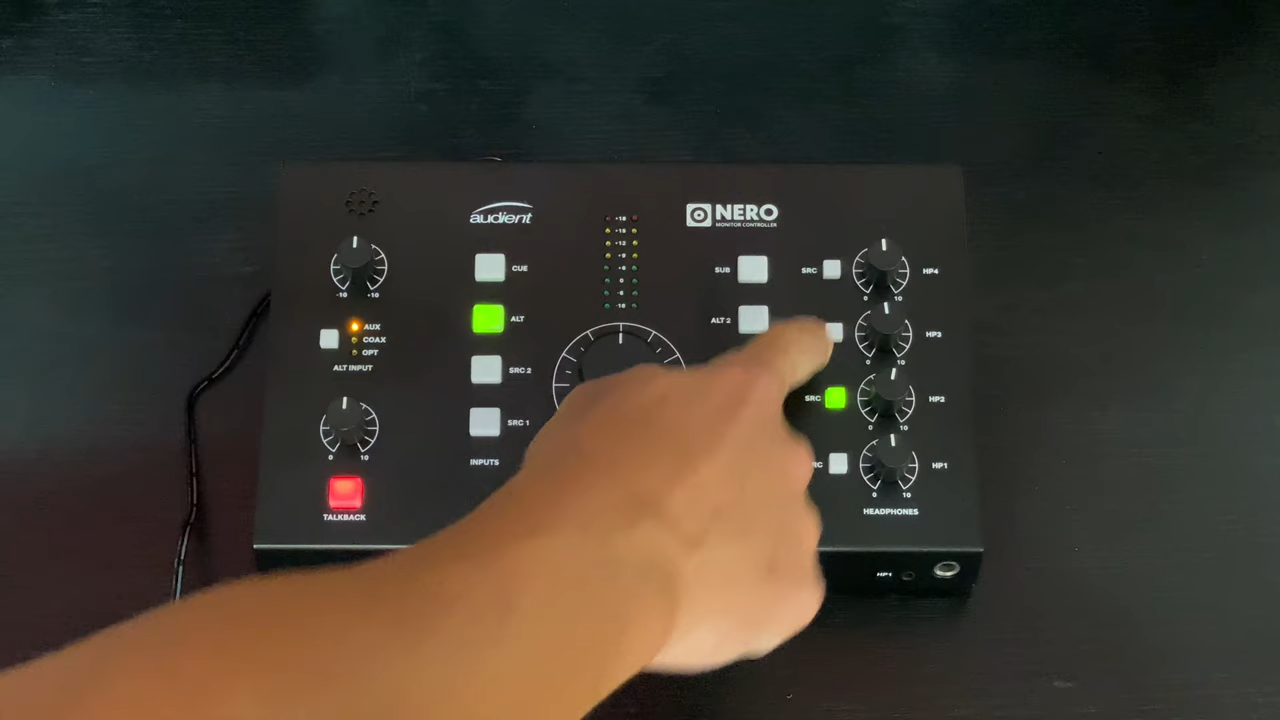 audient
NERO
MONITOR CONTROLLER
+18
+15
+12
+9
+6
0
-6
-18
-10 +10
AUX
COAX
OPT
ALT INPUT
0 10
TALKBACK
CUE
ALT
SRC 2
SRC 1
INPUTS
SUB
ALT 2
SRC
HP4
0 10
HP3
0 10
SRC
HP2
0 10
HP1
0 10
HEADPHONES
HP1